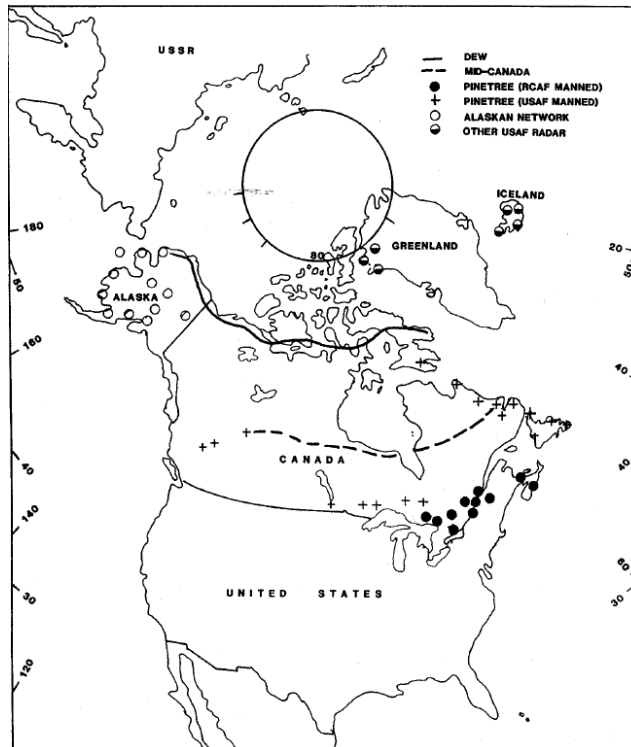 USSR
DEW
MID-CANADA
PINETREE (RCAF MANNED)
PINETREE (USAF MANNED)
ALASKAN NETWORK
OTHER USAF RADAR
ICELAND
180
GREENLAND
20
80
50
50
ALASKA
160
40
CANADA
40
40
140
60
UNITED STATES
30
30
120